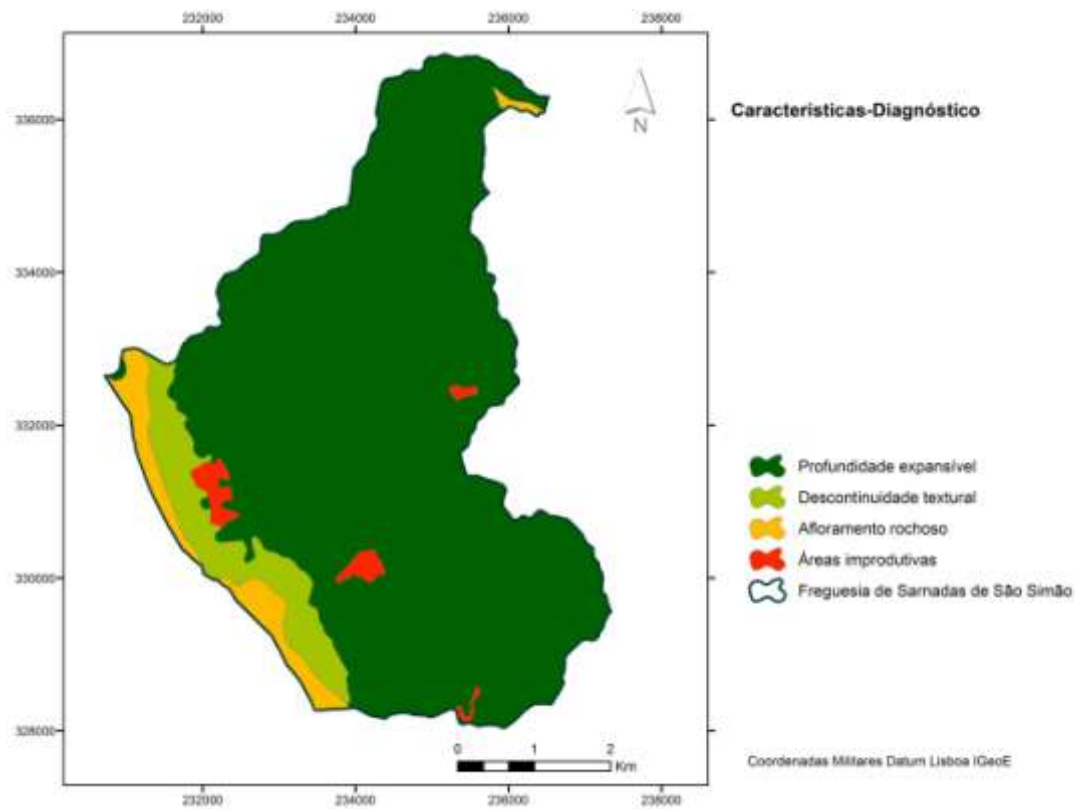 232000 234000 236000 238000
336000
334000
332000
330000
328000
N
Características-Diagnóstico
Profundidade expansível
Descontinuidade textural
Afloramento rochoso
Áreas improdutivas
Freguesia de Sarnadas de São Simão
0 1 2
Km
Coordenadas Militares Datum Lisboa IGeoE
232000 234000 236000 238000